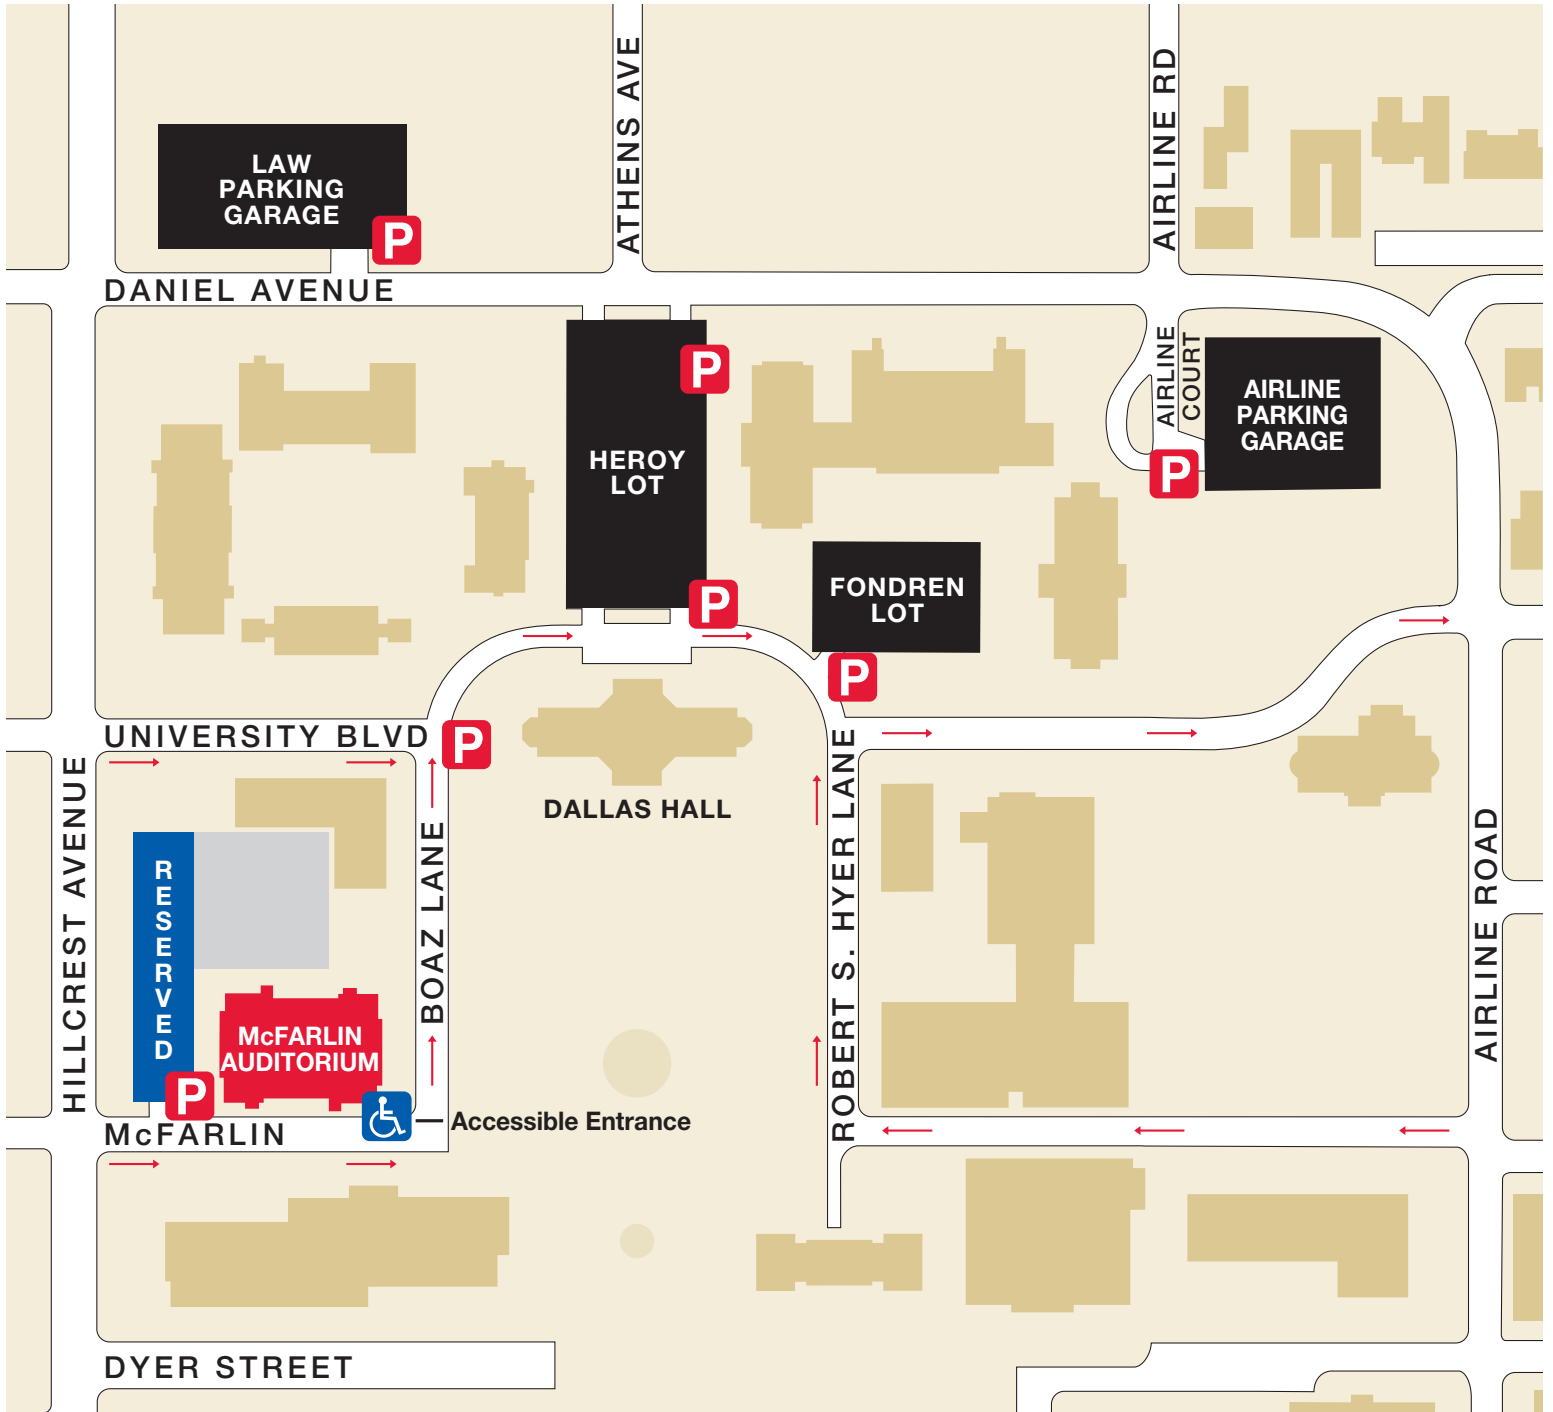 ATHENS AVE
AIRLINE RD
LAW
PARKING
GARAGE
P
DANIEL AVENUE
AIRLINE
COURT
P
HEROY
LOT
AIRLINE
PARKING
GARAGE
P
FONDREN
LOT
P
P
UNIVERSITY BLVD
P
DALLAS HALL
HILLCREST AVENUE
RESERVED
BOAZ LANE
ROBERT S. HYER LANE
AIRLINE ROAD
McFARLIN
AUDITORIUM
P
Accessible Entrance
McFARLIN
DYER STREET